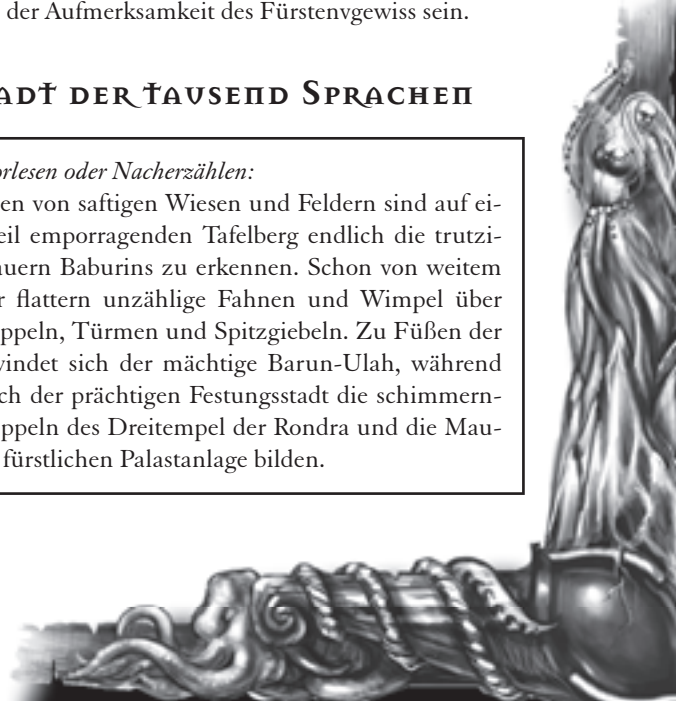 der Aufmerksamkeit des Fürstenvgewiss sein.
adt der tausend Sprachen
orlesen oder Nacherzählen:
en von saftigen Wiesen und Feldern sind auf ei-
eil emporragenden Tafelberg endlich die trutzi-
uern Baburins zu erkennen. Schon von weitem
r flattern unzählige Fahnen und Wimpel über
ppeln, Türmen und Spitzgiebeln. Zu Füßen der
windet sich der mächtige Barun-Ulah, während
ch der prächtigen Festungsstadt die schimmern-
ppeln des Dreitempel der Rondra und die Mau-
fürstlichen Palastanlage bilden.